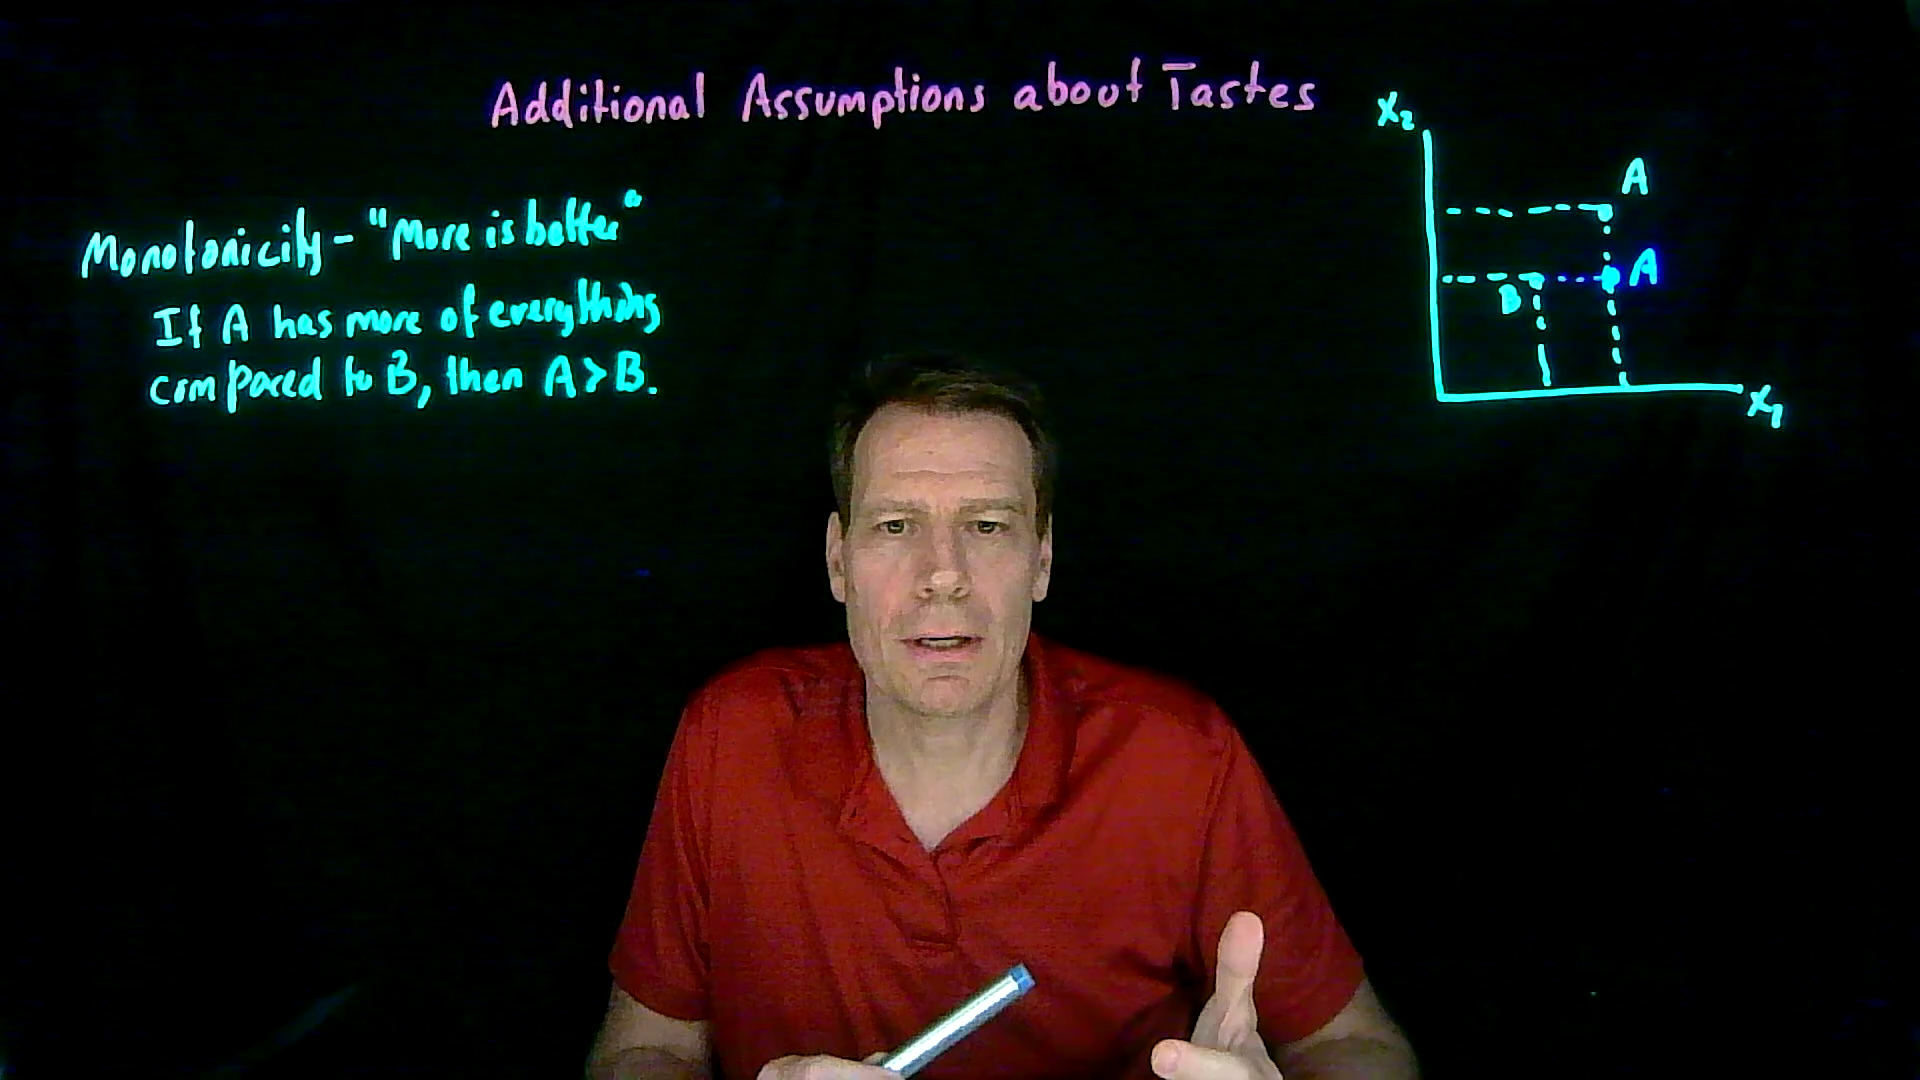 Additional Assumptions about Tastes
Monotonicity - "More is better"
If A has more of everything
compared to B, then A > B.
X₂
A
A
B
X₁